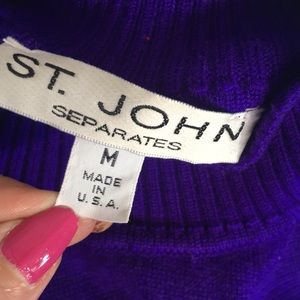 ST. JOHN
SEPARATES
M
MADE
IN
U.S.A.